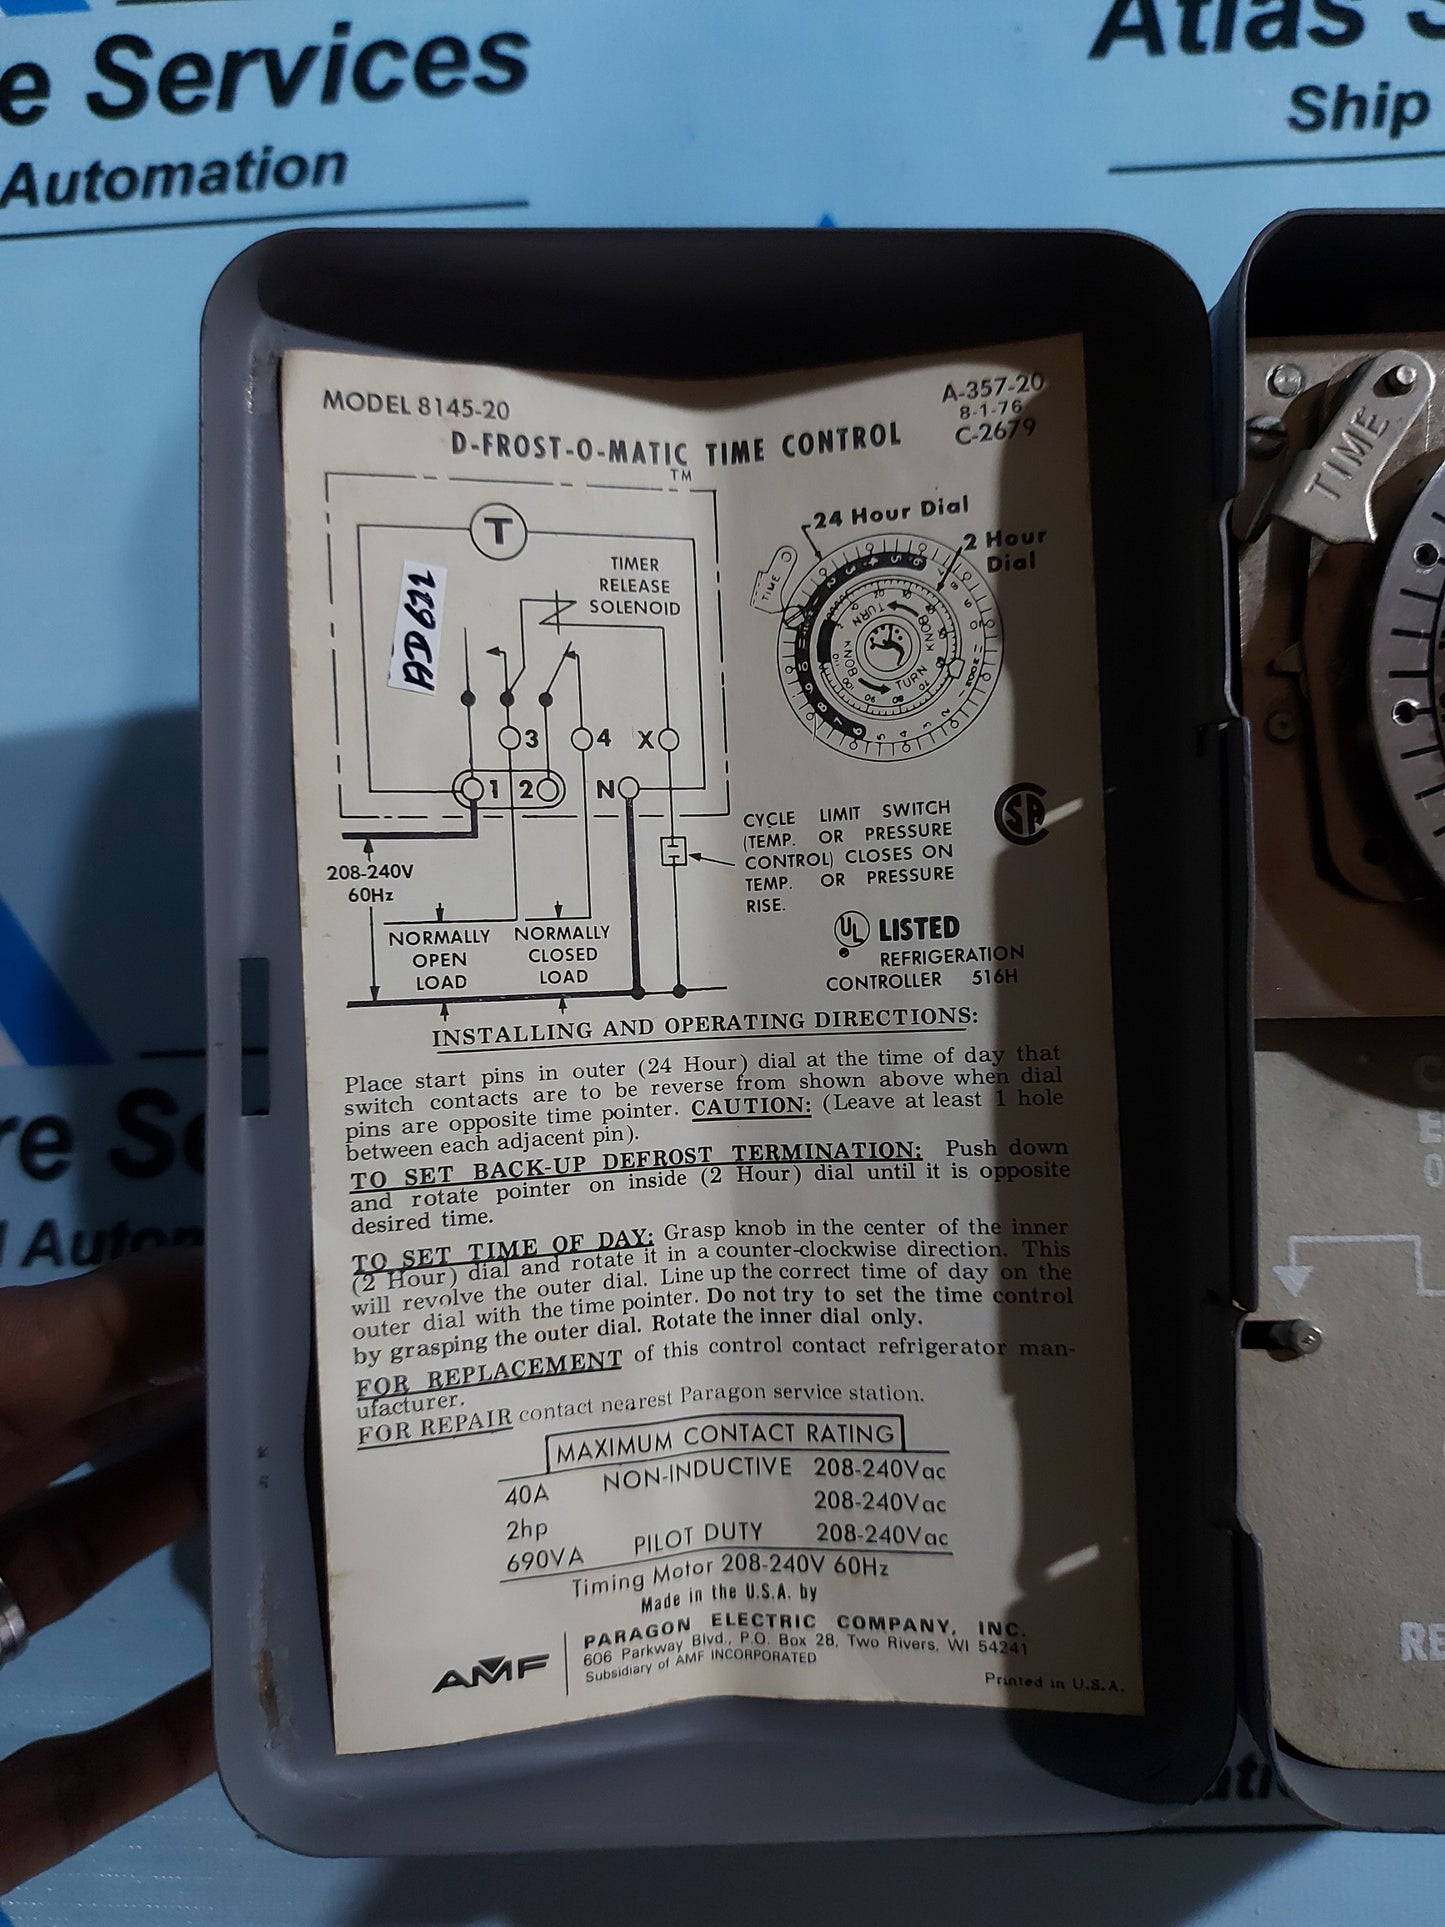 e Services
Automation
Atlas S
Ship
MODEL 8145-20
A-357-20
8-1-76
C-2679
D-FROST-O-MATIC TIME CONTROL
TM
T
TIMER
RELEASE
SOLENOID
3
4
X
1
2
N
208-240V
60Hz
NORMALLY
OPEN
LOAD
NORMALLY
CLOSED
LOAD
24 Hour Dial
2 Hour
Dial
TIME
TURN
KNOB
KNOB
TURN
CYCLE LIMIT SWITCH
(TEMP. OR PRESSURE
CONTROL) CLOSES ON
TEMP. OR PRESSURE
RISE.
SA
UL LISTED
REFRIGERATION
CONTROLLER 516H
INSTALLING AND OPERATING DIRECTIONS:
Place start pins in outer (24 Hour) dial at the time of day that
switch contacts are to be reverse from shown above when dial
pins are opposite time pointer. CAUTION: (Leave at least 1 hole
between each adjacent pin).
TO SET BACK-UP DEFROST TERMINATION: Push down
and rotate pointer on inside (2 Hour) dial until it is opposite
desired time.
TO SET TIME OF DAY: Grasp knob in the center of the inner
(2 Hour) dial and rotate it in a counter-clockwise direction. This
will revolve the outer dial. Line up the correct time of day on the
outer dial with the time pointer. Do not try to set the time control
by grasping the outer dial. Rotate the inner dial only.
FOR REPLACEMENT of this control contact refrigerator man-
ufacturer.
FOR REPAIR contact nearest Paragon service station.
MAXIMUM CONTACT RATING
40A NON-INDUCTIVE 208-240Vac
2hp 208-240Vac
690VA PILOT DUTY 208-240Vac
Timing Motor 208-240V 60Hz
Made in the U.S.A. by
AMF
PARAGON ELECTRIC COMPANY, INC.
606 Parkway Blvd., P.O. Box 28, Two Rivers, WI 54241
Subsidiary of AMF INCORPORATED
Printed in U.S.A.
TIME
re S
Autom
RE